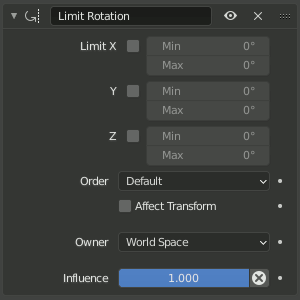 Limit Rotation
Limit X Min 0°
Max 0°
Y Min 0°
Max 0°
Z Min 0°
Max 0°
Order Default
Affect Transform
Owner World Space
Influence 1.000